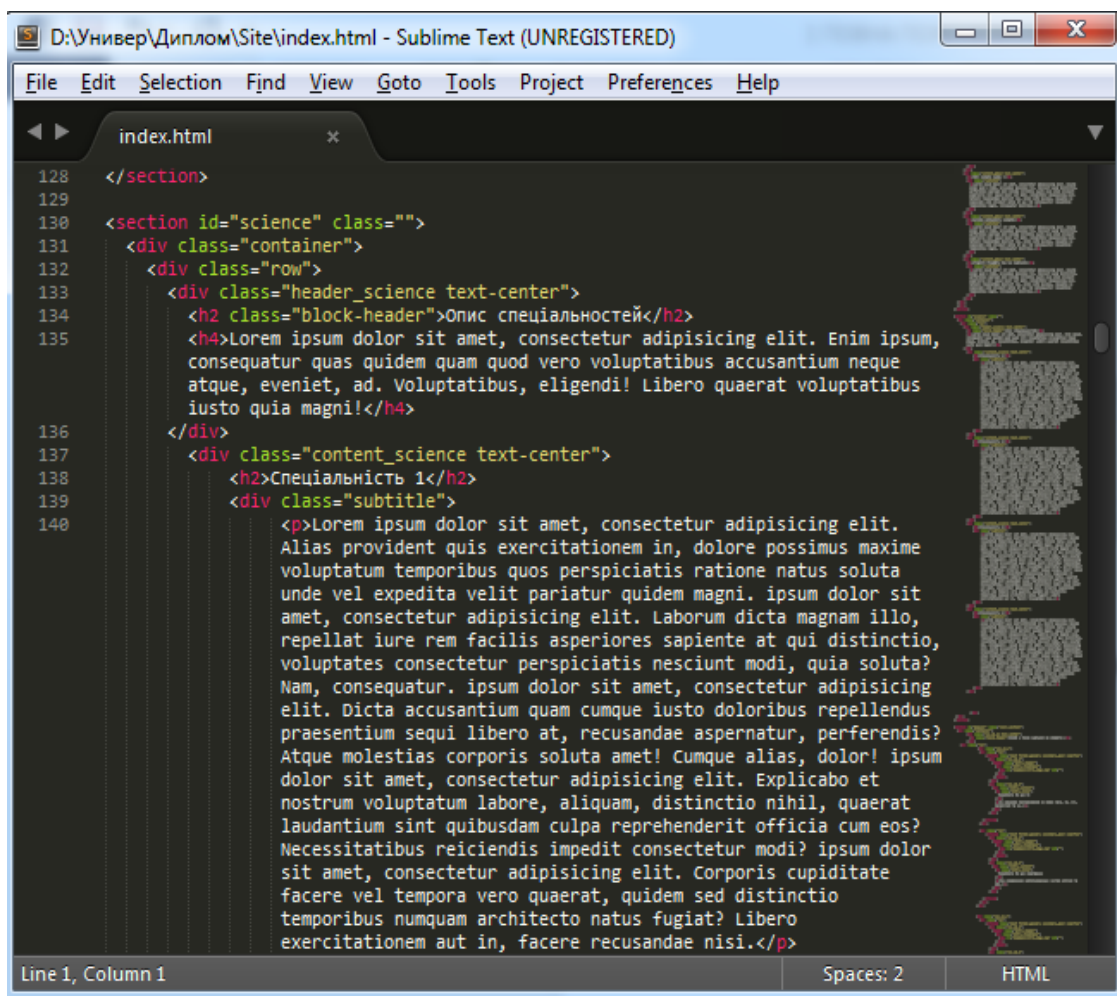 D:\Универ\Диплом\Site\index.html - Sublime Text (UNREGISTERED)
File Edit Selection Find View Goto Tools Project Preferences Help
index.html
128 </section>
129
130 <section id="science" class="">
131 <div class="container">
132 <div class="row">
133 <div class="header_science text-center">
134 <h2 class="block-header">Опис спеціальностей</h2>
135 <h4>Lorem ipsum dolor sit amet, consectetur adipisicing elit. Enim ipsum,
consequatur quas quidem quam quod vero voluptatibus accusantium neque
atque, eveniet, ad. Voluptatibus, eligendi! Libero quaerat voluptatibus
iusto quia magni!</h4>
136 </div>
137 <div class="content_science text-center">
138 <h2>Спеціальність 1</h2>
139 <div class="subtitle">
140 <p>Lorem ipsum dolor sit amet, consectetur adipisicing elit.
Alias provident quis exercitationem in, dolore possimus maxime
voluptatum temporibus quos perspiciatis ratione natus soluta
unde vel expedita velit pariatur quidem magni. ipsum dolor sit
amet, consectetur adipisicing elit. Laborum dicta magnam illo,
repellat iure rem facilis asperiores sapiente at qui distinctio,
voluptates consectetur perspiciatis nesciunt modi, quia soluta?
Nam, consequatur. ipsum dolor sit amet, consectetur adipisicing
elit. Dicta accusantium quam cumque iusto doloribus repellendus
praesentium sequi libero at, recusandae aspernatur, perferendis?
Atque molestias corporis soluta amet! Cumque alias, dolor! ipsum
dolor sit amet, consectetur adipisicing elit. Explicabo et
nostrum voluptatum labore, aliquam, distinctio nihil, quaerat
laudantium sint quibusdam culpa reprehenderit officia cum eos?
Necessitatibus reiciendis impedit consectetur modi? ipsum dolor
sit amet, consectetur adipisicing elit. Corporis cupiditate
facere vel tempora vero quaerat, quidem sed distinctio
temporibus numquam architecto natus fugiat? Libero
exercitationem aut in, facere recusandae nisi.</p>
Line 1, Column 1 Spaces: 2 HTML